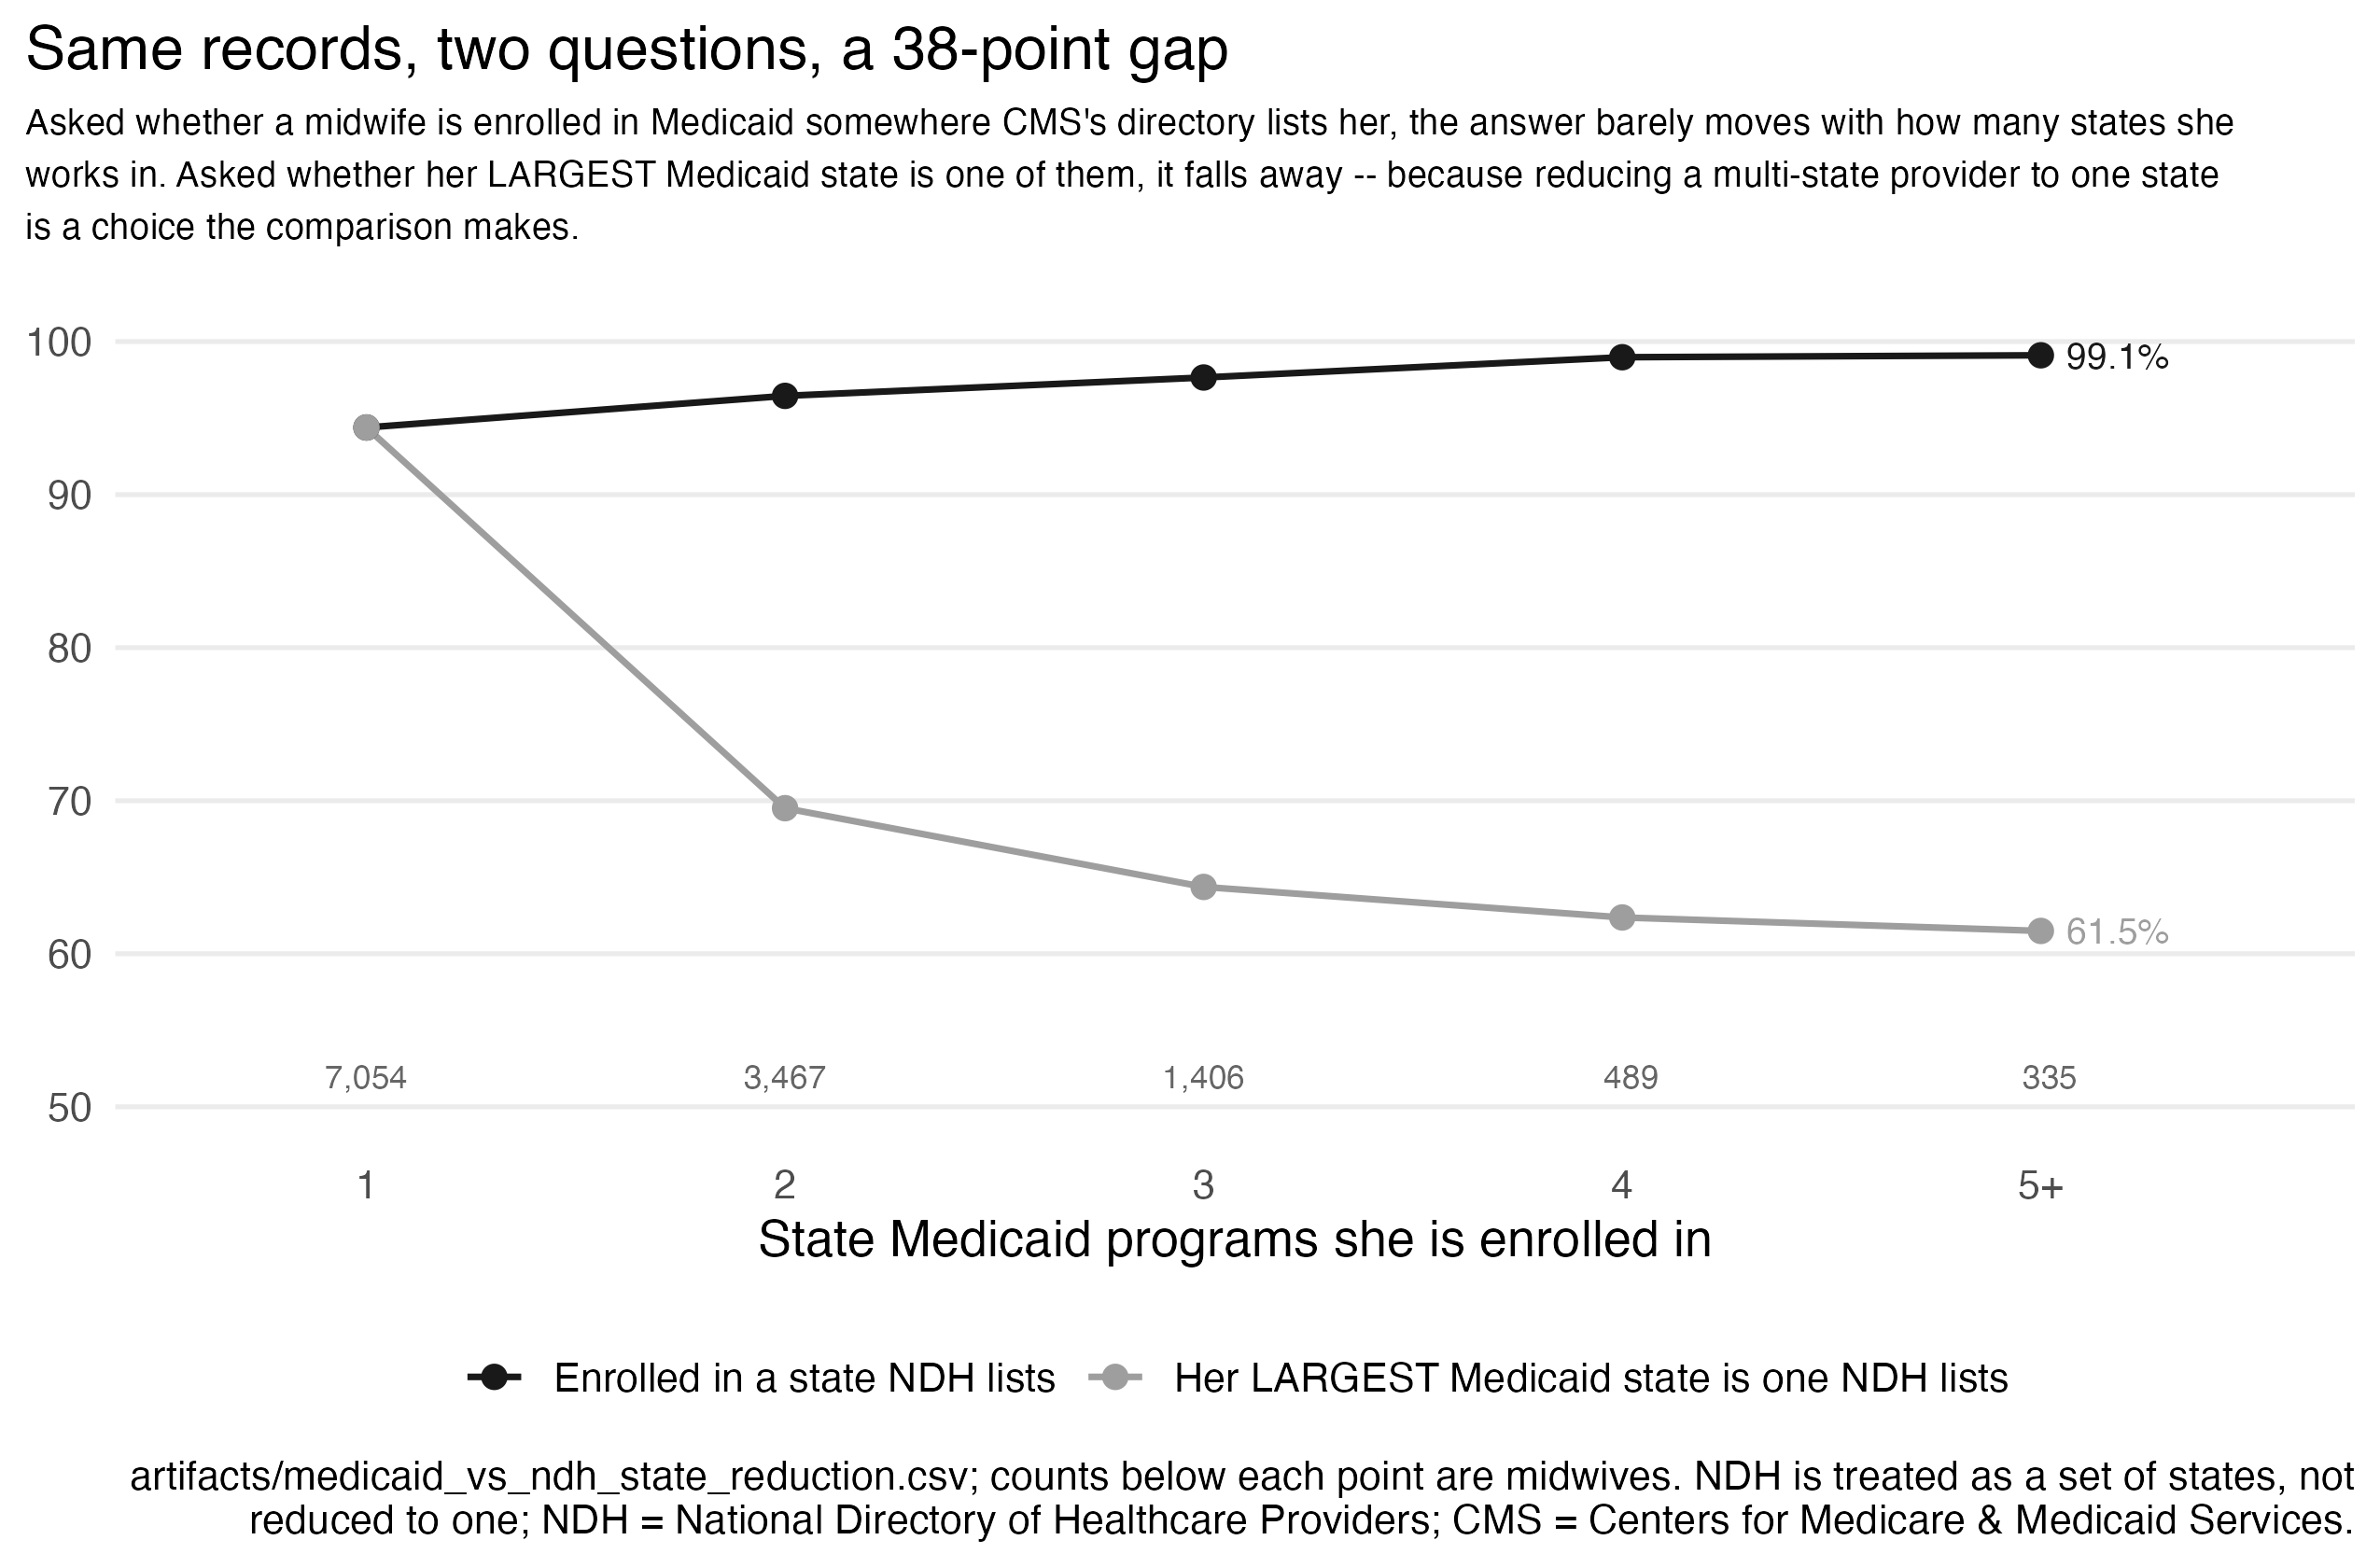 Same records, two questions, a 38-point gap
Asked whether a midwife is enrolled in Medicaid somewhere CMS's directory lists her, the answer barely moves with how many states she
works in. Asked whether her LARGEST Medicaid state is one of them, it falls away -- because reducing a multi-state provider to one state
is a choice the comparison makes.
100
99.1%
90
80
70
61.5%
60
7,054 3,467 1,406 489 335
50
1 2 3 4 5+
State Medicaid programs she is enrolled in
Enrolled in a state NDH lists Her LARGEST Medicaid state is one NDH lists
artifacts/medicaid_vs_ndh_state_reduction.csv; counts below each point are midwives. NDH is treated as a set of states, not
reduced to one; NDH = National Directory of Healthcare Providers; CMS = Centers for Medicare & Medicaid Services.